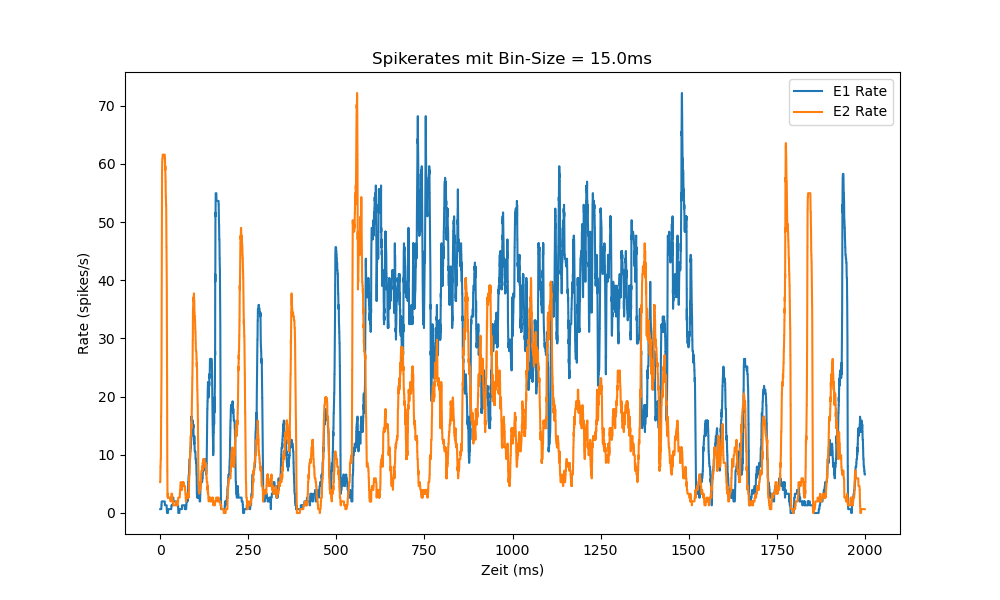 Spikerates mit Bin-Size = 15.0ms
E1 Rate
E2 Rate
70
60
50
40
30
20
10
0
Rate (spikes/s)
0 250 500 750 1000 1250 1500 1750 2000
Zeit (ms)